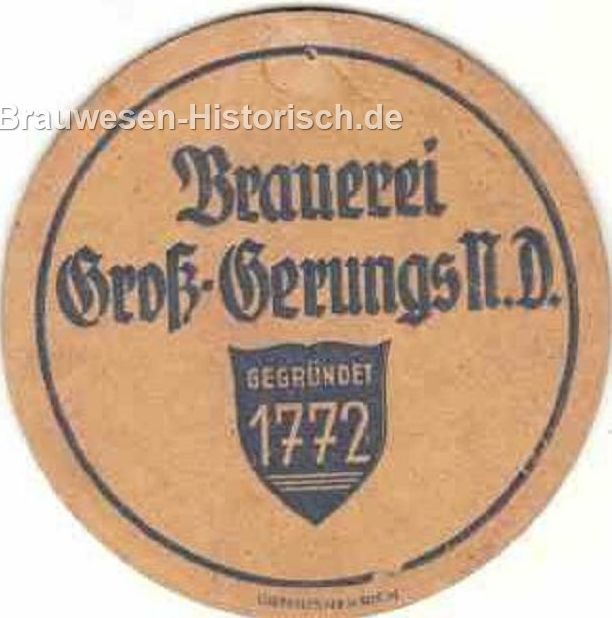 Brauwesen-Historisch.de
Brauerei
Groß-Gerungs N.D.
GEGRÜNDET
1772